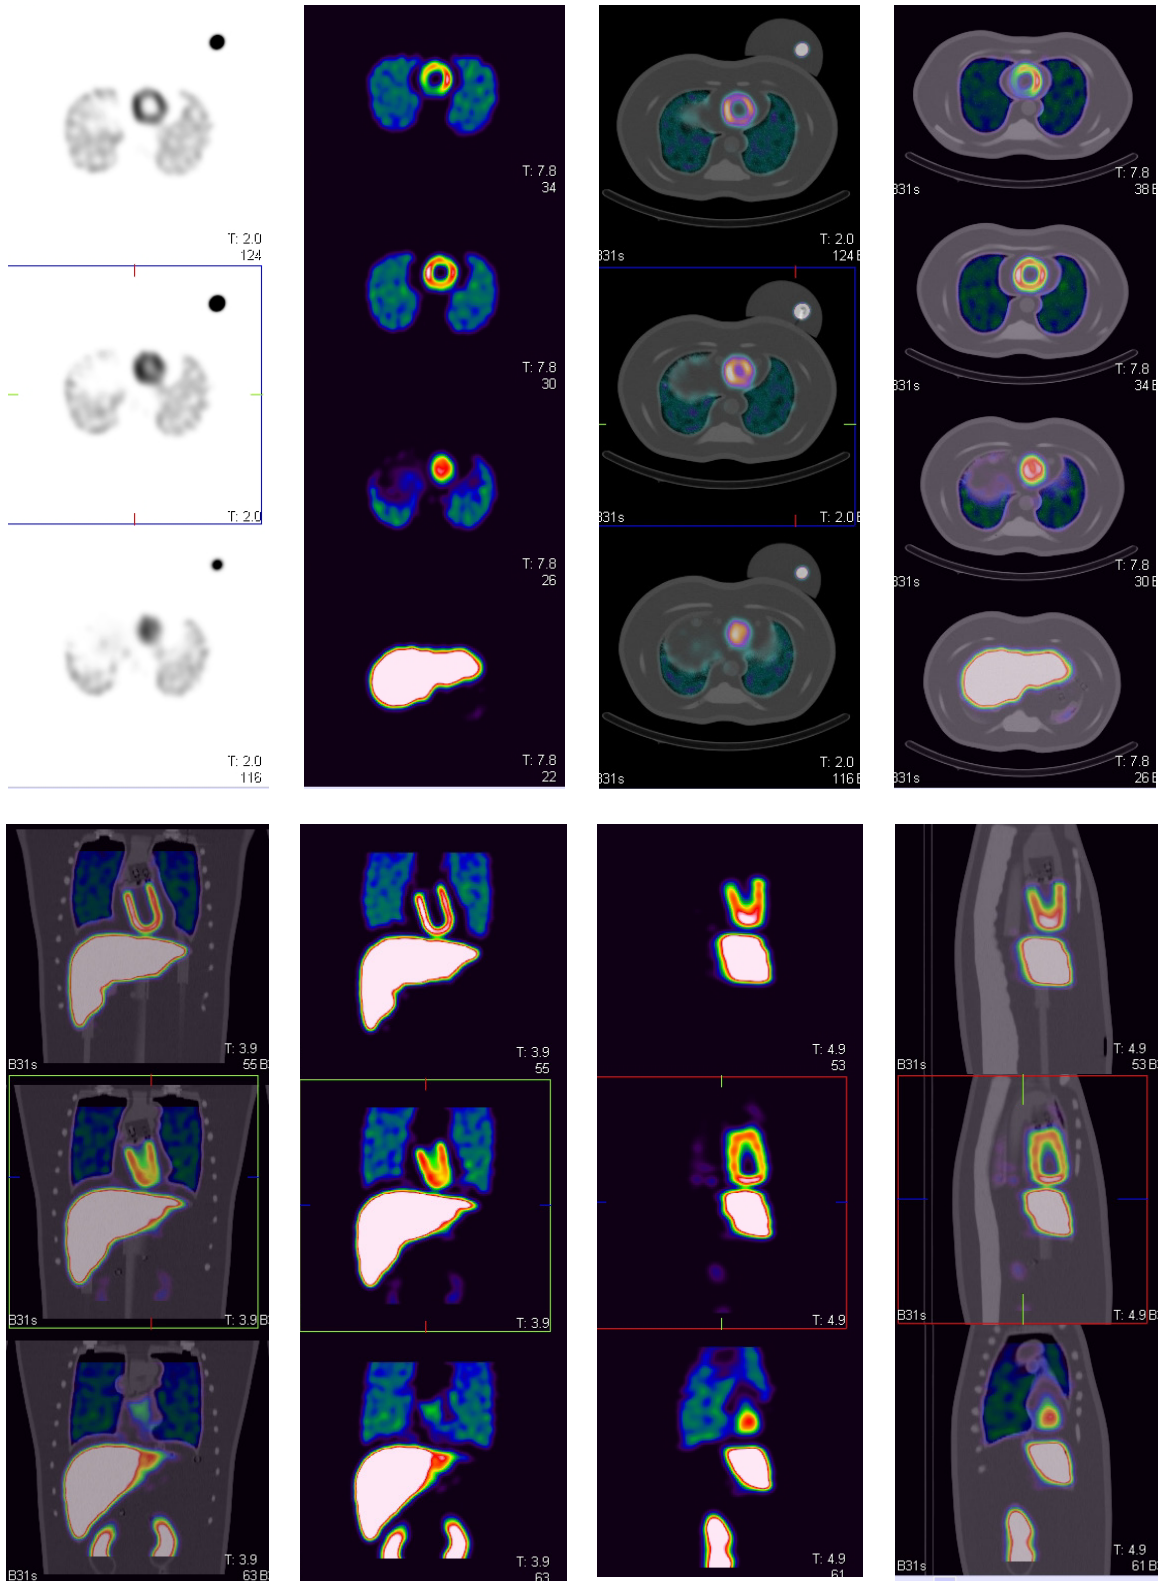 T: 2.0
124
T: 2.0
T: 2.0
116
T: 7.8
34
T: 7.8
30
T: 7.8
26
T: 7.8
22
T: 2.0
B31s 124 E
B31s T: 2.0 E
T: 2.0
B31s 116 E
T: 7.8
B31s 38 E
T: 7.8
B31s 34 E
T: 7.8
B31s 30 E
T: 7.8
B31s 26 E
T: 3.9
B31s 55 B
B31s T: 3.9 B
T: 3.9
B31s 63 B
T: 3.9
55
T: 3.9
T: 3.9
63
T: 4.9
53
T: 4.9
T: 4.9
61
T: 4.9
B31s 53 B
B31s T: 4.9 B
T: 4.9
B31s 61 B